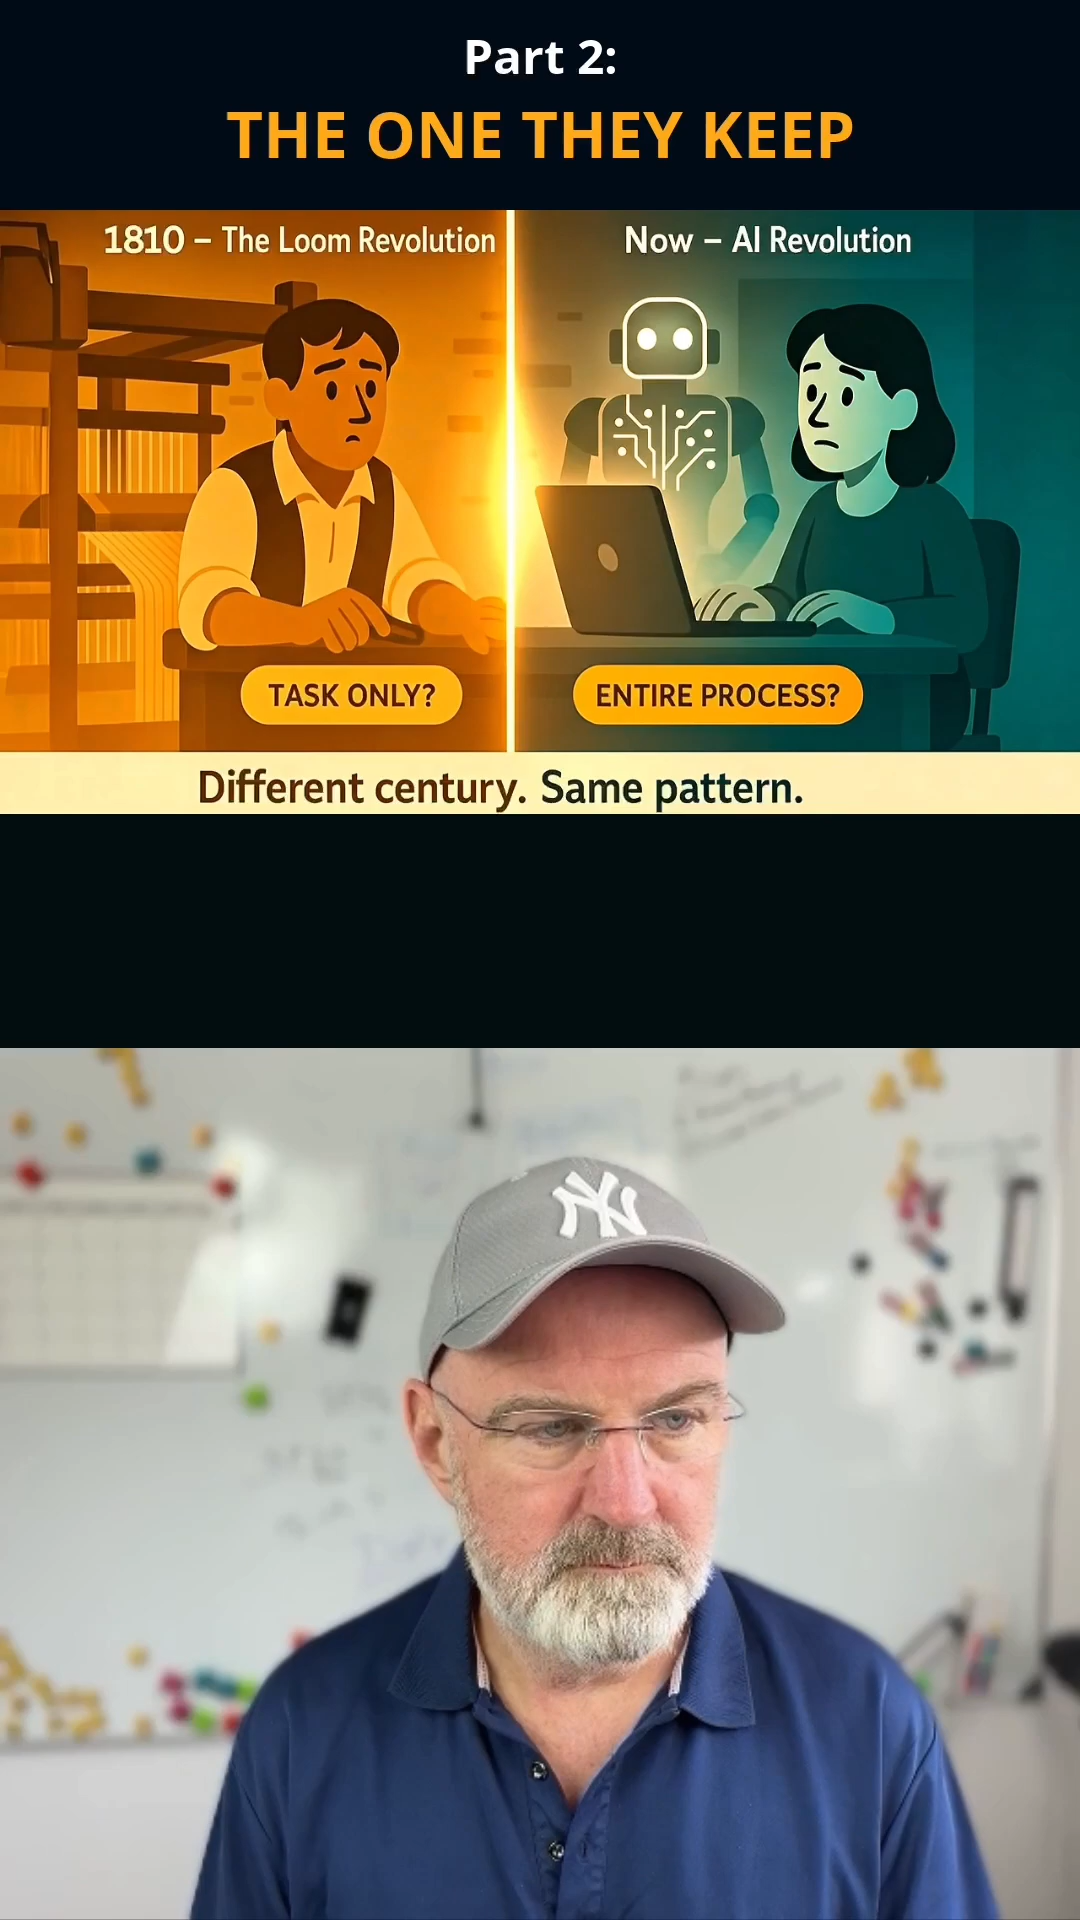 Part 2:
THE ONE THEY KEEP
1810 – The Loom Revolution
Now – AI Revolution
TASK ONLY?
ENTIRE PROCESS?
Different century. Same pattern.
NY